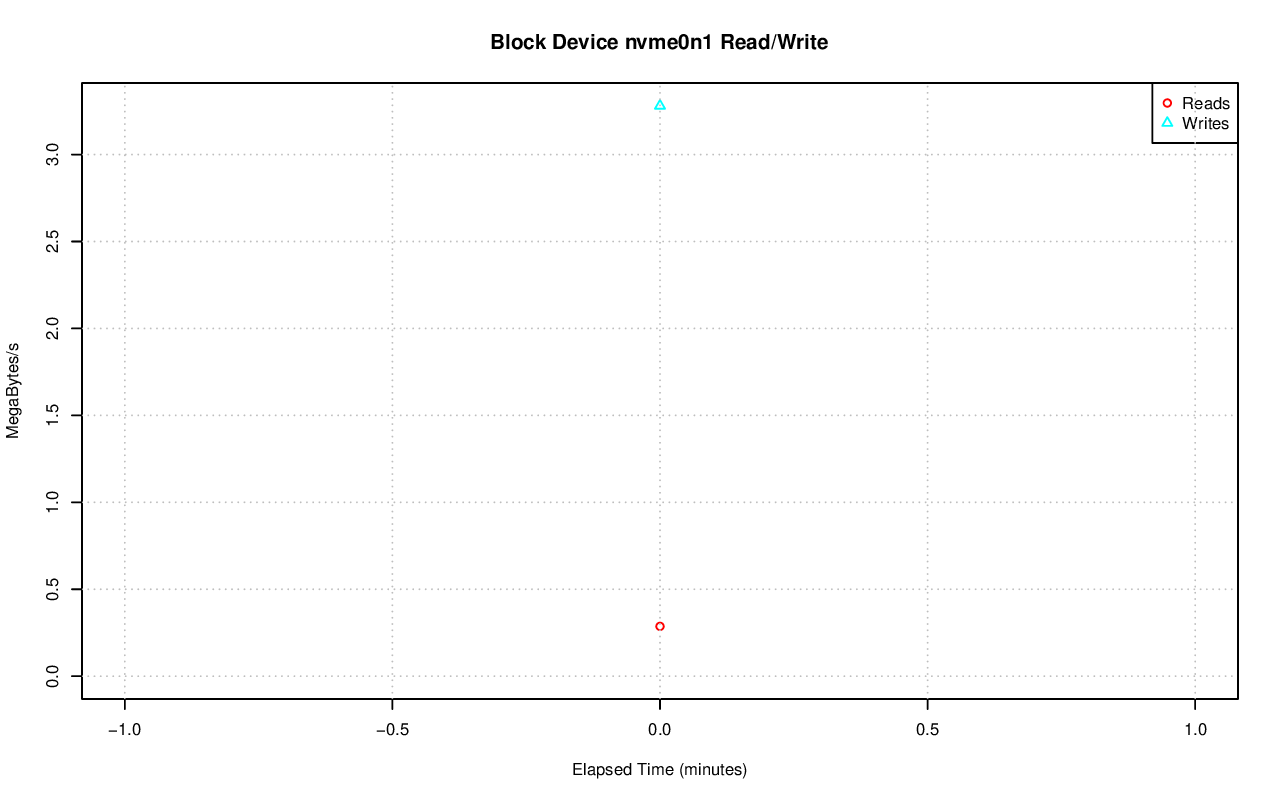 Block Device nvme0n1 Read/Write
Reads
Writes
3.0
2.5
2.0
1.5
1.0
0.5
0.0
MegaBytes/s
−1.0
−0.5
0.0
0.5
1.0
Elapsed Time (minutes)